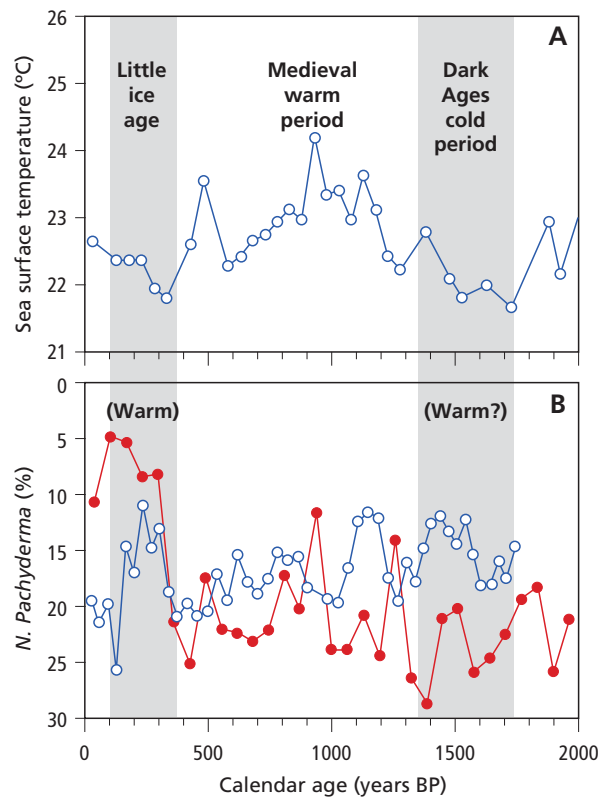 26
A
Little
ice
age
Medieval
warm
period
Dark
Ages
cold
period
25
24
23
22
21
Sea surface temperature (°C)
0
(Warm)
(Warm?)
B
5
10
15
20
25
30
N. Pachyderma (%)
0 500 1000 1500 2000
Calendar age (years BP)